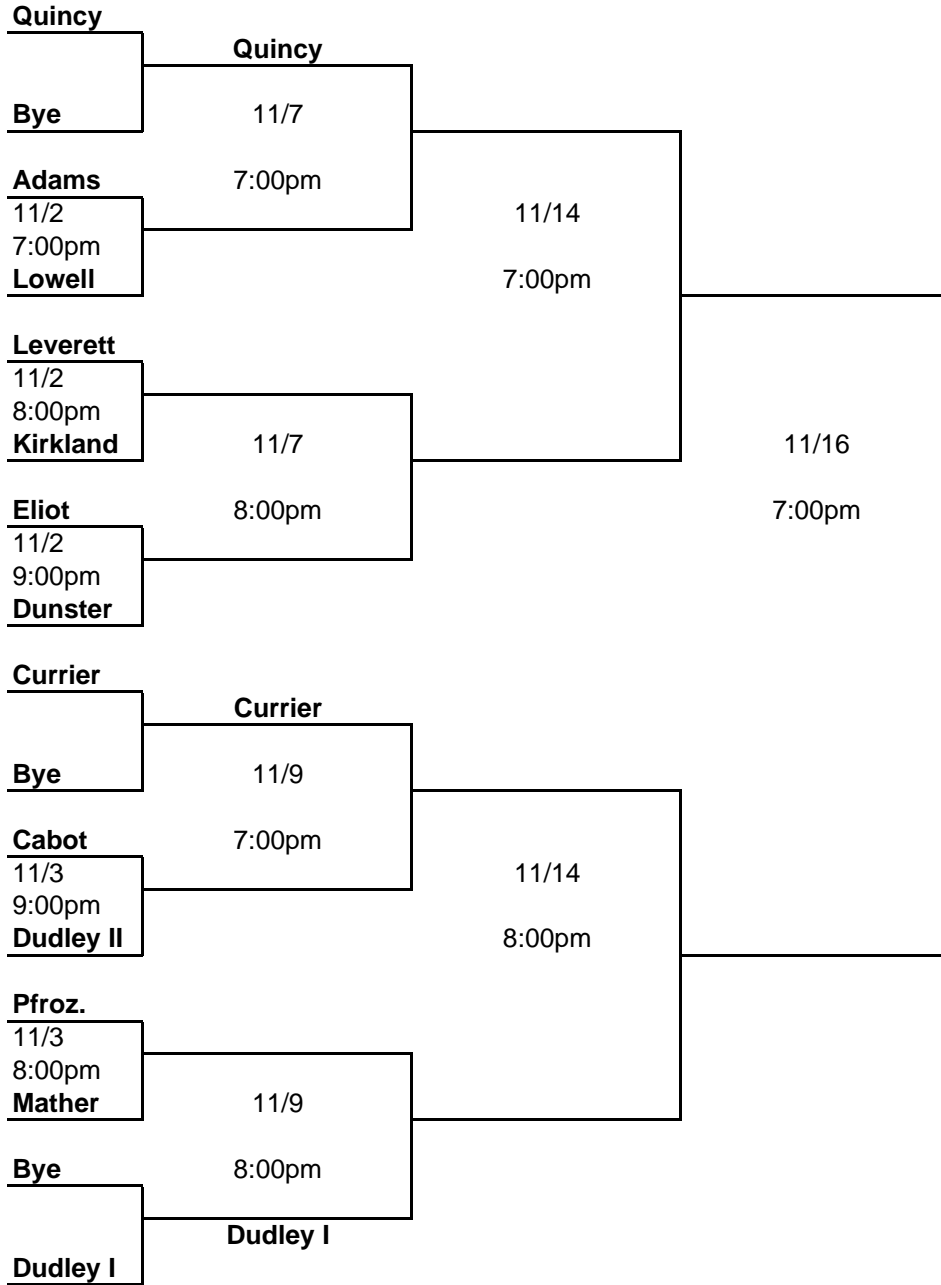 Quincy
Quincy
Bye
11/7
Adams
7:00pm
11/2
11/14
7:00pm
Lowell
7:00pm
Leverett
11/2
8:00pm
Kirkland
11/7
11/16
Eliot
8:00pm
7:00pm
11/2
9:00pm
Dunster
Currier
Currier
Bye
11/9
Cabot
7:00pm
11/3
11/14
9:00pm
Dudley II
8:00pm
Pfroz.
11/3
8:00pm
Mather
11/9
Bye
8:00pm
Dudley I
Dudley I